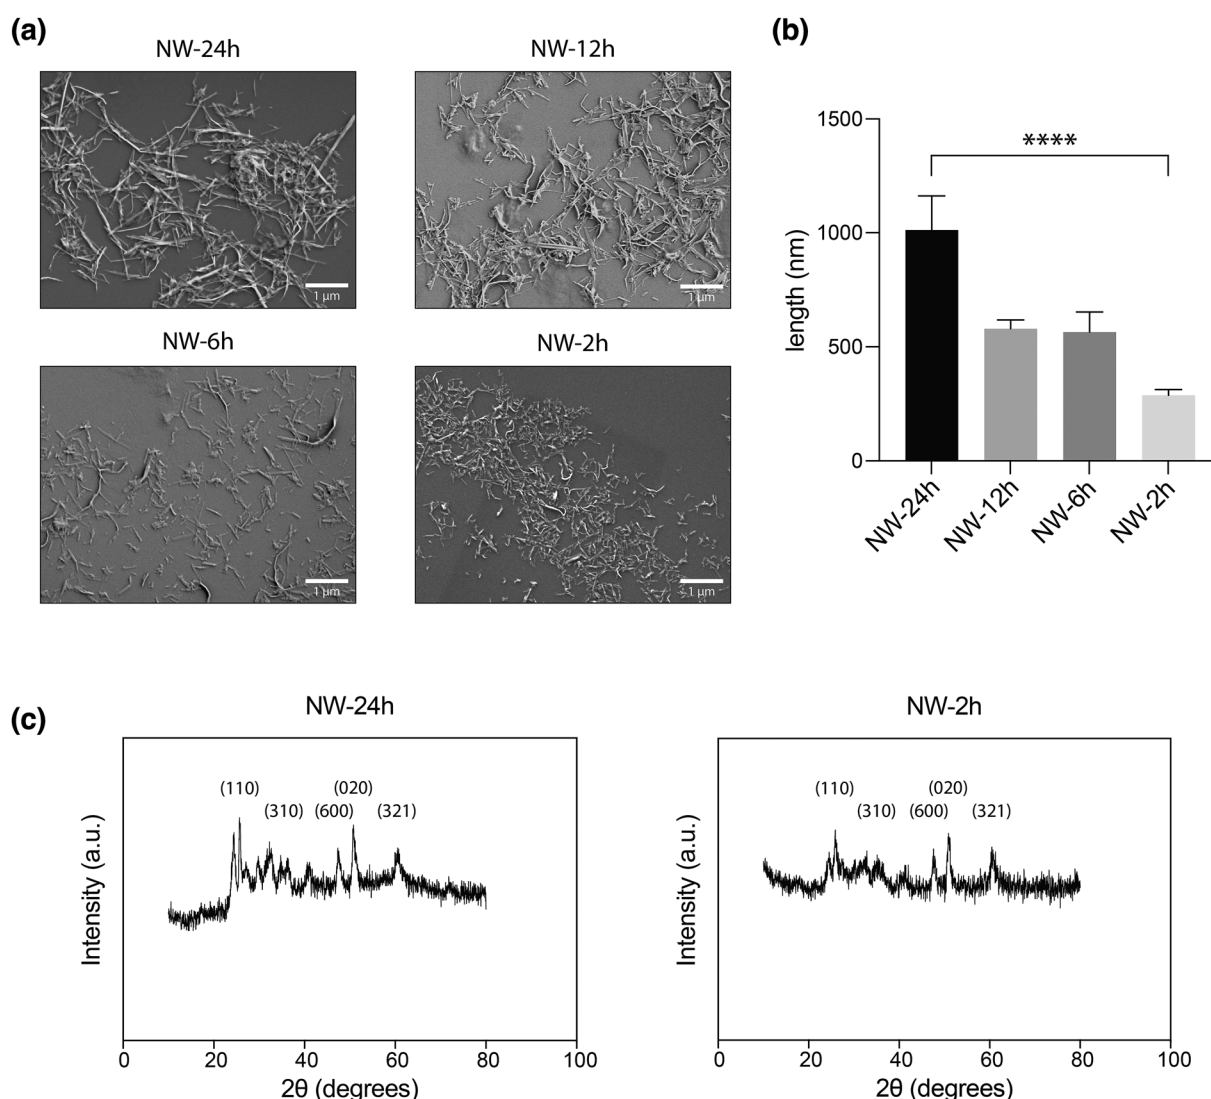 (a)
NW-24h
NW-12h
1 µm
1 µm
NW-6h
NW-2h
1 µm
1 µm
(b)
length (nm)
1500
1000
500
0
****
NW-24h
NW-12h
NW-6h
NW-2h
(c)
NW-24h
Intensity (a.u.)
(110)
(020)
(310)
(600)
(321)
0
20
40
60
80
100
2θ (degrees)
NW-2h
Intensity (a.u.)
(110)
(020)
(310)
(600)
(321)
0
20
40
60
80
100
2θ (degrees)